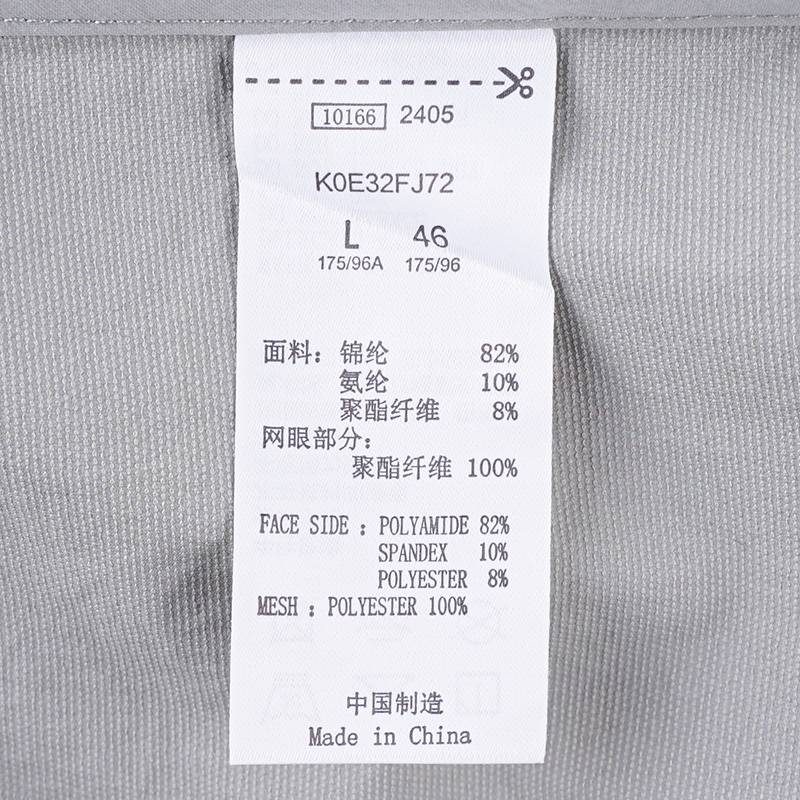 10166 2405
K0E32FJ72
L 46
175/96A 175/96
面料：锦纶 82%
氨纶 10%
聚酯纤维 8%
网眼部分：
聚酯纤维 100%
FACE SIDE : POLYAMIDE 82%
SPANDEX 10%
POLYESTER 8%
MESH : POLYESTER 100%
中国制造
Made in China